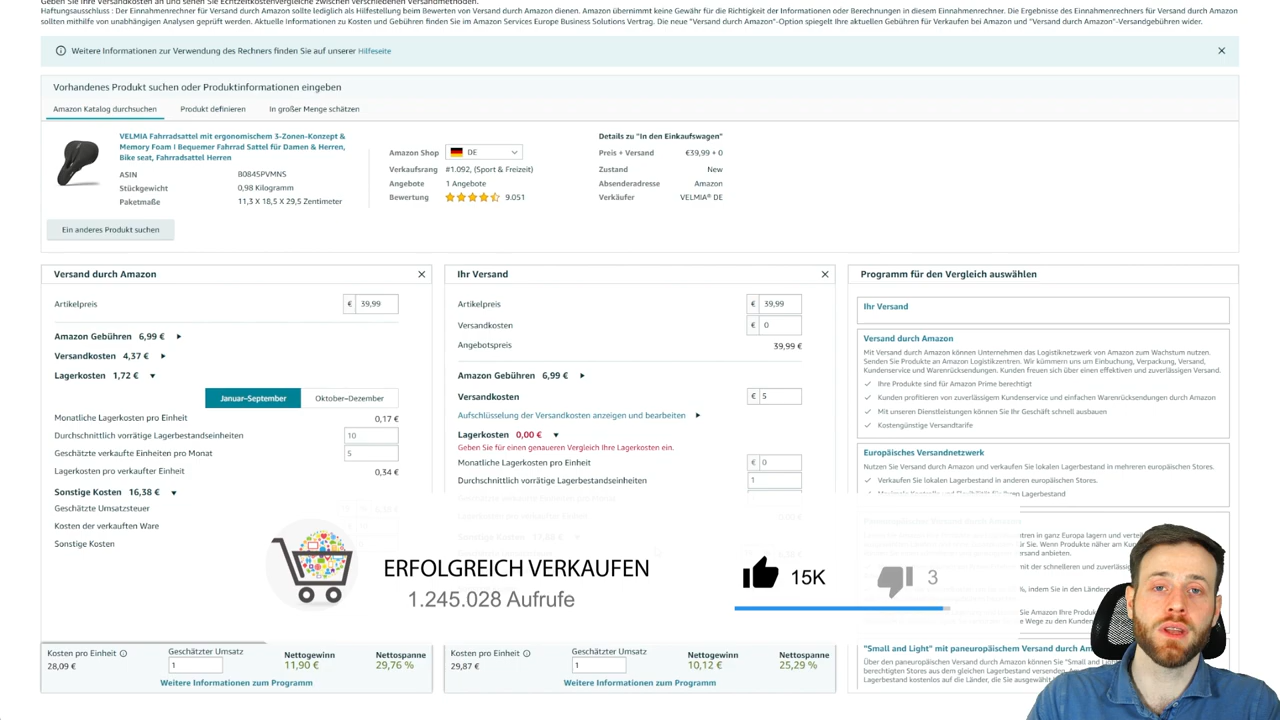 Geben Sie Ihre Versandkosten an und sehen Sie Echtzeitkostenvergleiche zwischen verschiedenen Versandmethoden.
Haftungsausschluss : Der Einnahmenrechner für Versand durch Amazon sollte lediglich als Hilfestellung beim Bewerten von Versand durch Amazon dienen. Amazon übernimmt keine Gewähr für die Richtigkeit der Informationen oder Berechnungen in diesem Einnahmenrechner. Die Ergebnisse des Einnahmenrechners für Versand durch Amazon
sollten mithilfe von unabhängigen Analysen geprüft werden. Aktuelle Informationen zu Kosten und Gebühren finden Sie im Amazon Services Europe Business Solutions Vertrag. Die neue "Versand durch Amazon"-Option spiegelt Ihre aktuellen Gebühren für Verkaufen bei Amazon und "Versand durch Amazon"-Versandgebühren wider.
Weitere Informationen zur Verwendung des Rechners finden Sie auf unserer Hilfeseite
Vorhandenes Produkt suchen oder Produktinformationen eingeben
Amazon Katalog durchsuchen Produkt definieren In großer Menge schätzen
VELMIA Fahrradsattel mit ergonomischem 3-Zonen-Konzept &
Memory Foam I Bequemer Fahrrad Sattel für Damen & Herren,
Bike seat, Fahrradsattel Herren
ASIN B0845PVMNS
Stückgewicht 0,98 Kilogramm
Paketmaße 11,3 X 18,5 X 29,5 Zentimeter
Amazon Shop DE
Verkaufsrang #1.092, (Sport & Freizeit)
Angebote 1 Angebote
Bewertung 9.051
Details zu "In den Einkaufswagen"
Preis + Versand €39,99 + 0
Zustand New
Absenderadresse Amazon
Verkäufer VELMIA® DE
Ein anderes Produkt suchen
Versand durch Amazon
Artikelpreis € 39,99
Amazon Gebühren 6,99 €
Versandkosten 4,37 €
Lagerkosten 1,72 €
Januar–September Oktober–Dezember
Monatliche Lagerkosten pro Einheit 0,17 €
Durchschnittlich vorrätige Lagerbestandseinheiten 10
Geschätzte verkaufte Einheiten pro Monat 5
Lagerkosten pro verkaufter Einheit 0,34 €
Sonstige Kosten 16,38 €
Geschätzte Umsatzsteuer
Kosten der verkauften Ware
Sonstige Kosten
Kosten pro Einheit
28,09 €
Geschätzter Umsatz
1
Nettogewinn
11,90 €
Nettospanne
29,76 %
Weitere Informationen zum Programm
Ihr Versand
Artikelpreis € 39,99
Versandkosten € 0
Angebotspreis 39,99 €
Amazon Gebühren 6,99 €
Versandkosten € 5
Aufschlüsselung der Versandkosten anzeigen und bearbeiten
Lagerkosten 0,00 €
Geben Sie für einen genaueren Vergleich Ihre Lagerkosten ein.
Monatliche Lagerkosten pro Einheit € 0
Durchschnittlich vorrätige Lagerbestandseinheiten 1
Kosten pro Einheit
29,87 €
Geschätzter Umsatz
1
Nettogewinn
10,12 €
Nettospanne
25,29 %
Weitere Informationen zum Programm
Programm für den Vergleich auswählen
Ihr Versand
Versand durch Amazon
Mit Versand durch Amazon können Unternehmen das Logistiknetzwerk von Amazon zum Wachstum nutzen.
Senden Sie Produkte an Amazon Logistikzentren. Wir kümmern uns um Einbuchung, Verpackung, Versand,
Kundenservice und Warenrücksendungen. Kunden freuen sich über einen effektiven und zuverlässigen Versand.
Ihre Produkte sind für Amazon Prime berechtigt
Kunden profitieren von zuverlässigem Kundenservice und einfachen Warenrücksendungen durch Amazon
Mit unseren Dienstleistungen können Sie Ihr Geschäft schnell ausbauen
Kostengünstige Versandtarife
Europäisches Versandnetzwerk
Nutzen Sie Versand durch Amazon und verkaufen Sie lokalen Lagerbestand in mehreren europäischen Stores.
Verkaufen Sie lokalen Lagerbestand in anderen europäischen Stores.
"Small and Light" mit paneuropäischem Versand durch Am
Über den paneuropäischen Versand durch Amazon können Sie "Small and
ERFOLGREICH VERKAUFEN
1.245.028 Aufrufe
15K 3